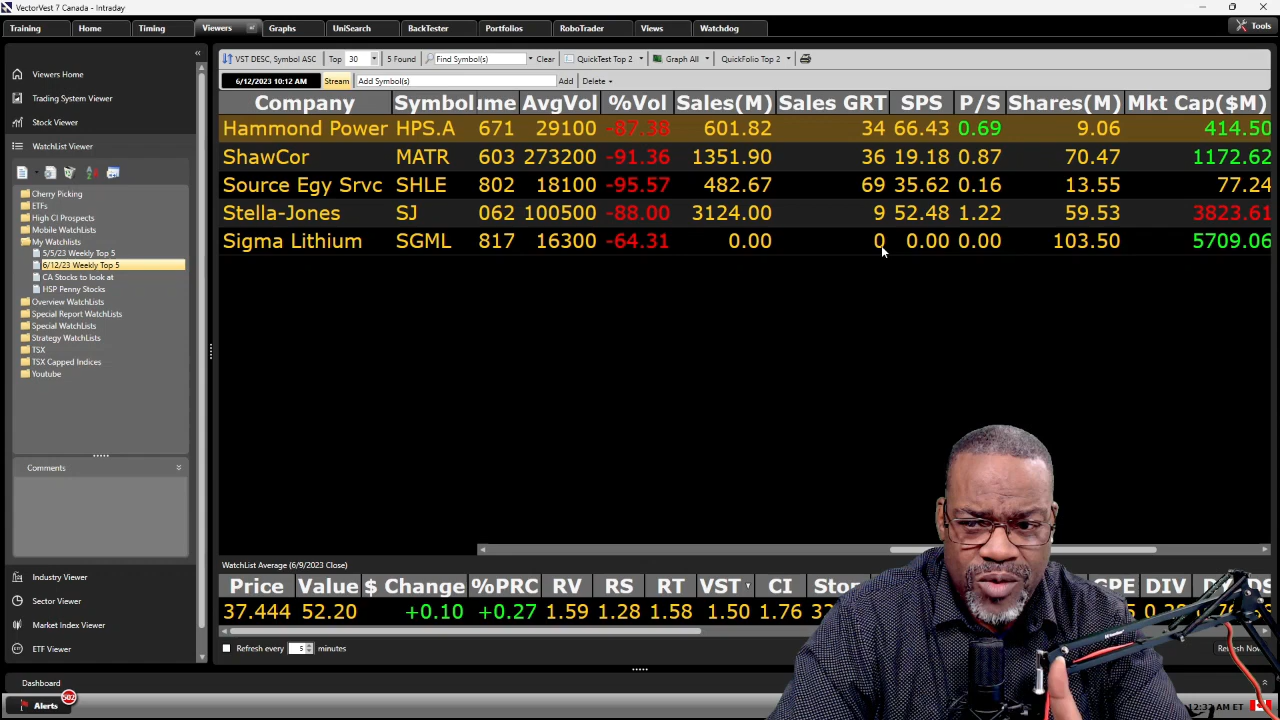 VectorVest 7 Canada - Intraday
Training Home Timing Viewers Graphs UniSearch BackTester Portfolios RoboTrader Views Watchdog Tools
VST DESC, Symbol ASC Top 30 5 Found Find Symbol(s) Clear QuickTest Top 2 Graph All QuickFolio Top 2
6/12/2023 10:12 AM Stream Add Symbol(s) Add Delete
Viewers Home
Trading System Viewer
Stock Viewer
WatchList Viewer
Cherry Picking
ETFs
High CI Prospects
Mobile WatchLists
My Watchlists
5/5/23 Weekly Top 5
6/12/23 Weekly Top 5
CA Stocks to look at
HSP Penny Stocks
Overview WatchLists
Special Report WatchLists
Special WatchLists
Strategy WatchLists
TSX
TSX Capped Indices
Youtube
Comments
Industry Viewer
Sector Viewer
Market Index Viewer
ETF Viewer
Company Symbol ume AvgVol %Vol Sales(M) Sales GRT SPS P/S Shares(M) Mkt Cap($M)
Hammond Power HPS.A 671 29100 -87.38 601.82 34 66.43 0.69 9.06 414.50
ShawCor MATR 603 273200 -91.36 1351.90 36 19.18 0.87 70.47 1172.62
Source Egy Srvc SHLE 802 18100 -95.57 482.67 69 35.62 0.16 13.55 77.24
Stella-Jones SJ 062 100500 -88.00 3124.00 9 52.48 1.22 59.53 3823.61
Sigma Lithium SGML 817 16300 -64.31 0.00 0 0.00 0.00 103.50 5709.06
WatchList Average (6/9/2023 Close)
Price Value $ Change %PRC RV RS RT VST CI Stop GPE DIV
37.444 52.20 +0.10 +0.27 1.59 1.28 1.58 1.50 1.76
Refresh every 5 minutes Refresh Now
Dashboard
Alerts 502 12:32 AM ET